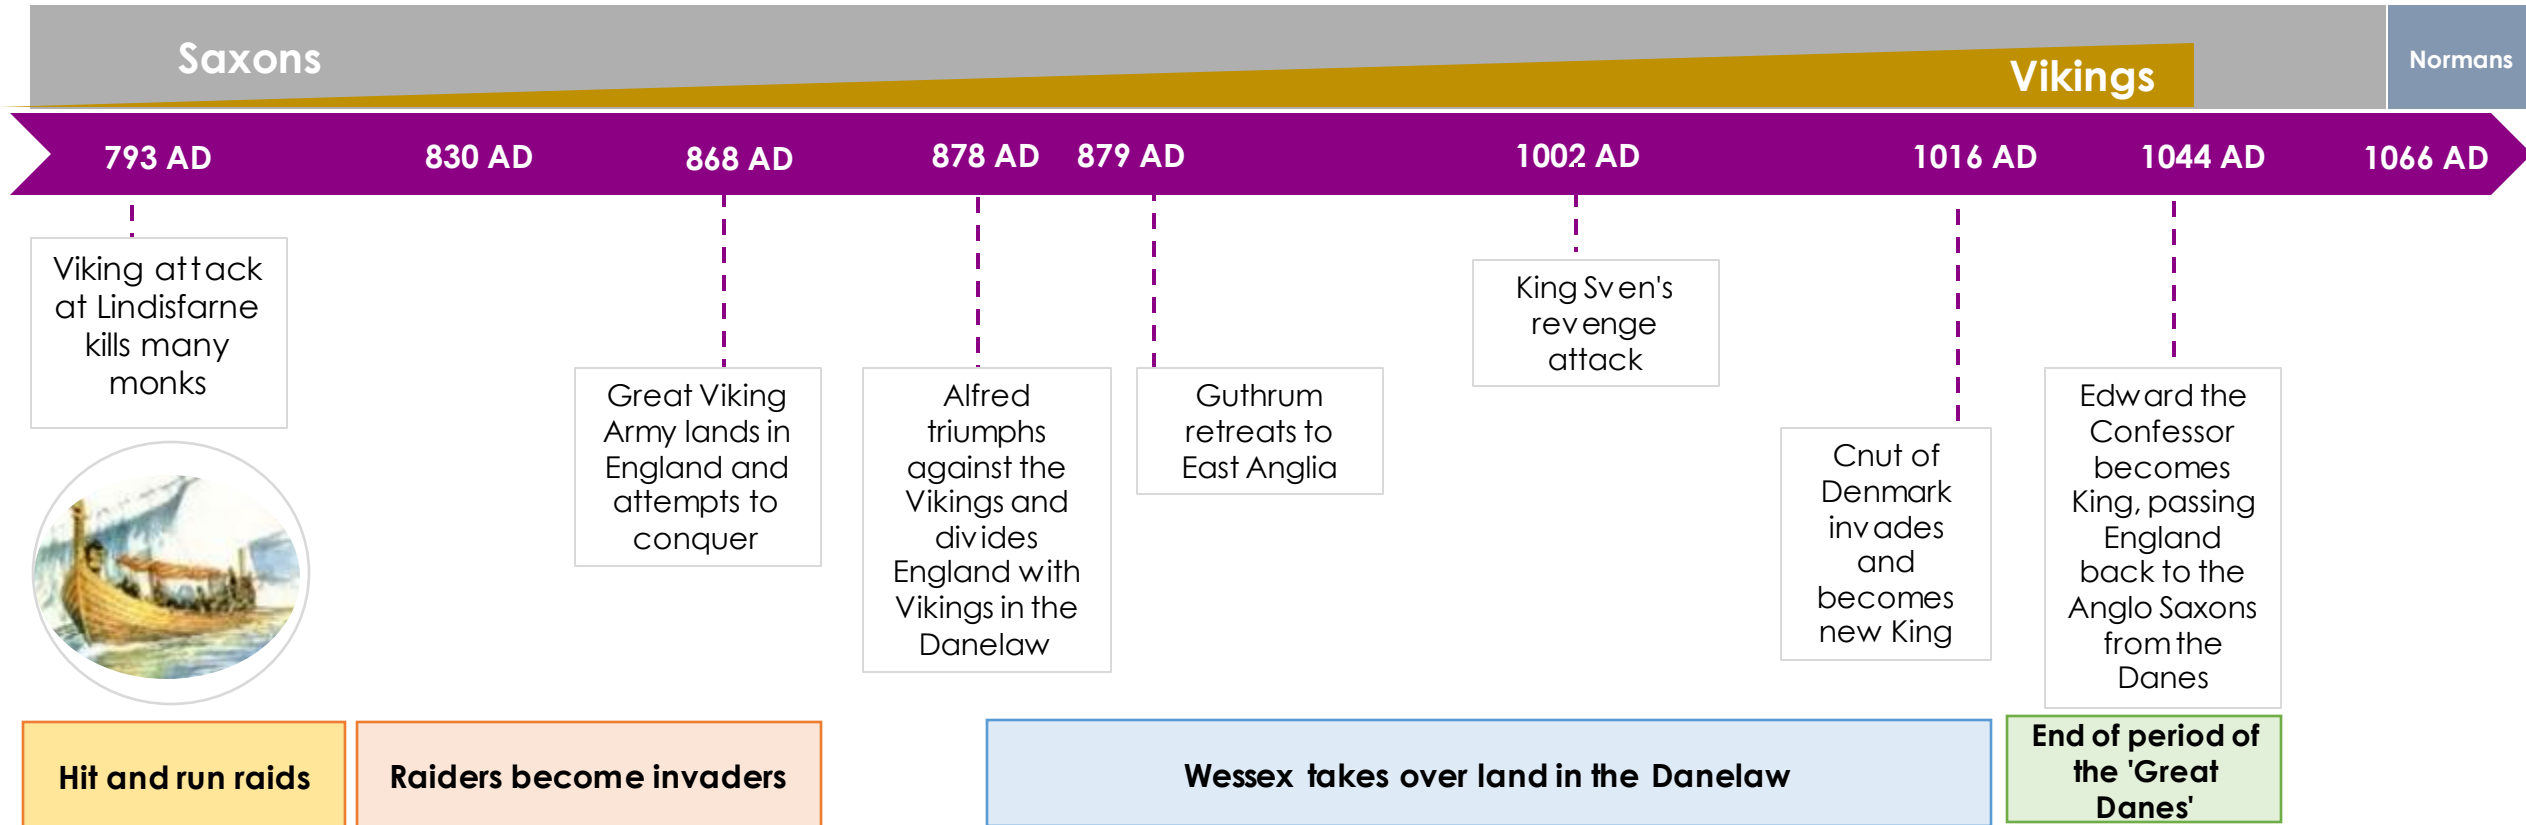 Saxons
Vikings
Normans
793 AD
830 AD
868 AD
878 AD
879 AD
1002 AD
1016 AD
1044 AD
1066 AD
Viking attack
at Lindisfarne
kills many
monks
Great Viking
Army lands in
England and
attempts to
conquer
Alfred
triumphs
against the
Vikings and
divides
England with
Vikings in the
Danelaw
Guthrum
retreats to
East Anglia
King Sven's
revenge
attack
Cnut of
Denmark
invades
and
becomes
new King
Edward the
Confessor
becomes
King, passing
England
back to the
Anglo Saxons
from the
Danes
Hit and run raids
Raiders become invaders
Wessex takes over land in the Danelaw
End of period of
the 'Great
Danes'